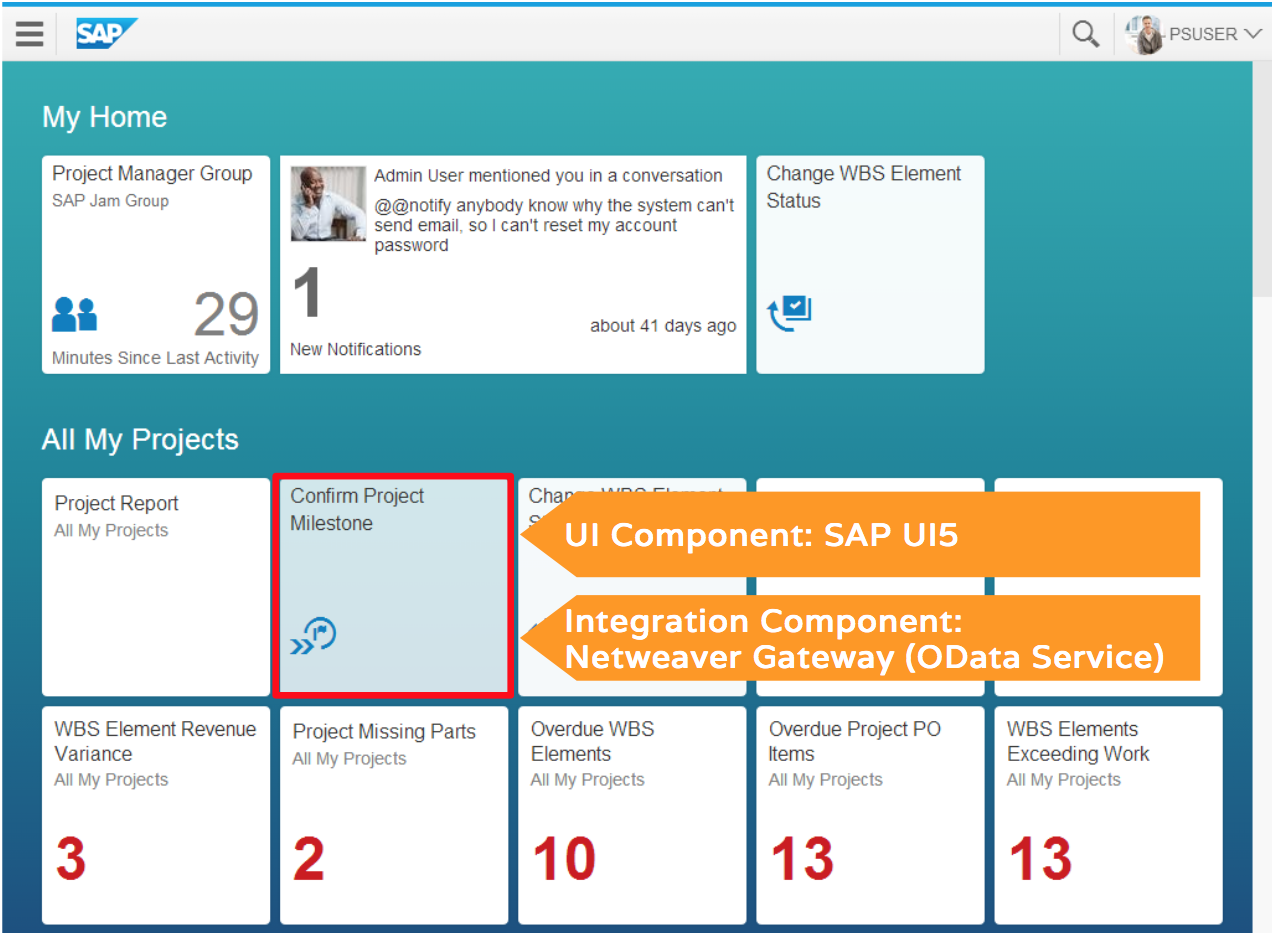 SAP
PSUSER
My Home
Project Manager Group
SAP Jam Group
29
Minutes Since Last Activity
Admin User mentioned you in a conversation
@@notify anybody know why the system can't
send email, so I can't reset my account
password
1
about 41 days ago
New Notifications
Change WBS Element
Status
All My Projects
Project Report
All My Projects
Confirm Project
Milestone
UI Component: SAP UI5
Integration Component:
Netweaver Gateway (OData Service)
WBS Element Revenue
Variance
All My Projects
3
Project Missing Parts
All My Projects
2
Overdue WBS
Elements
All My Projects
10
Overdue Project PO
Items
All My Projects
13
WBS Elements
Exceeding Work
All My Projects
13